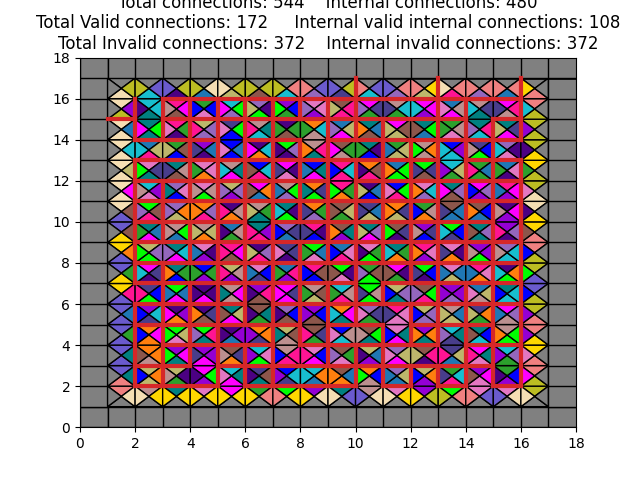 Total connections: 544    Internal connections: 480
Total Valid connections: 172     Internal valid internal connections: 108
Total Invalid connections: 372    Internal invalid connections: 372
18
16
14
12
10
8
6
4
2
0
0 2 4 6 8 10 12 14 16 18